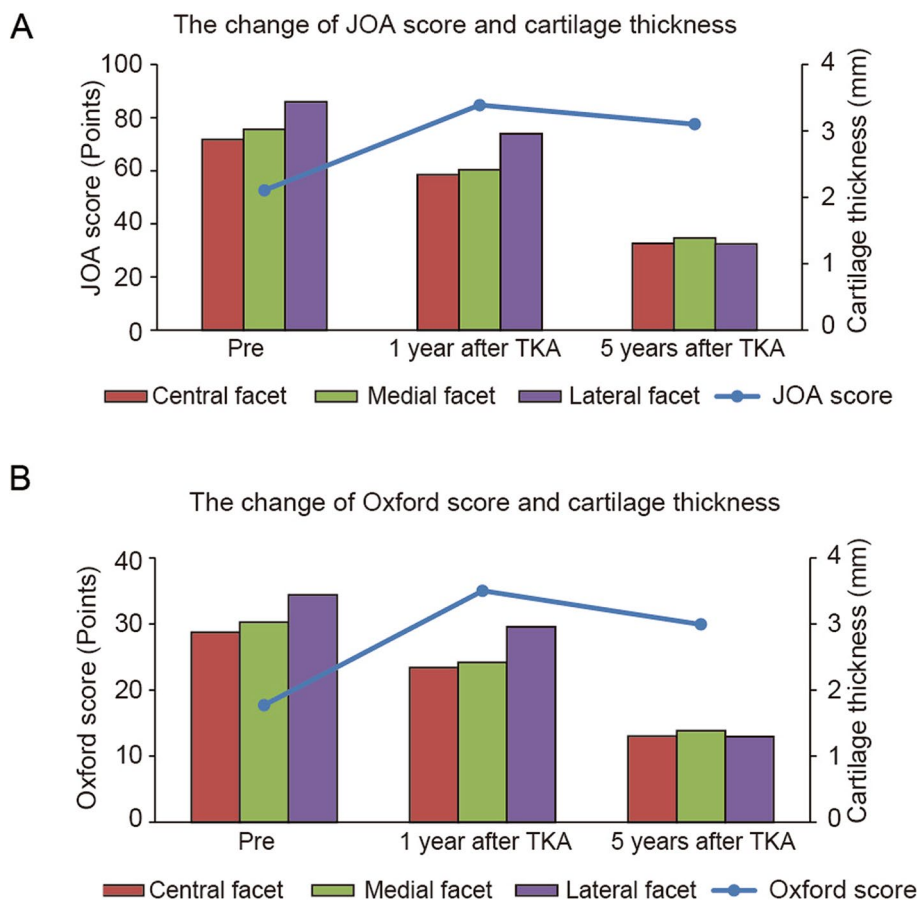 A
The change of JOA score and cartilage thickness
JOA score (Points)
100
80
60
40
20
0
4
3
2
1
0
Cartilage thickness (mm)
Pre 1 year after TKA 5 years after TKA
Central facet Medial facet Lateral facet JOA score
B
The change of Oxford score and cartilage thickness
Oxford score (Points)
40
30
20
10
0
4
3
2
1
0
Cartilage thickness (mm)
Pre 1 year after TKA 5 years after TKA
Central facet Medial facet Lateral facet Oxford score